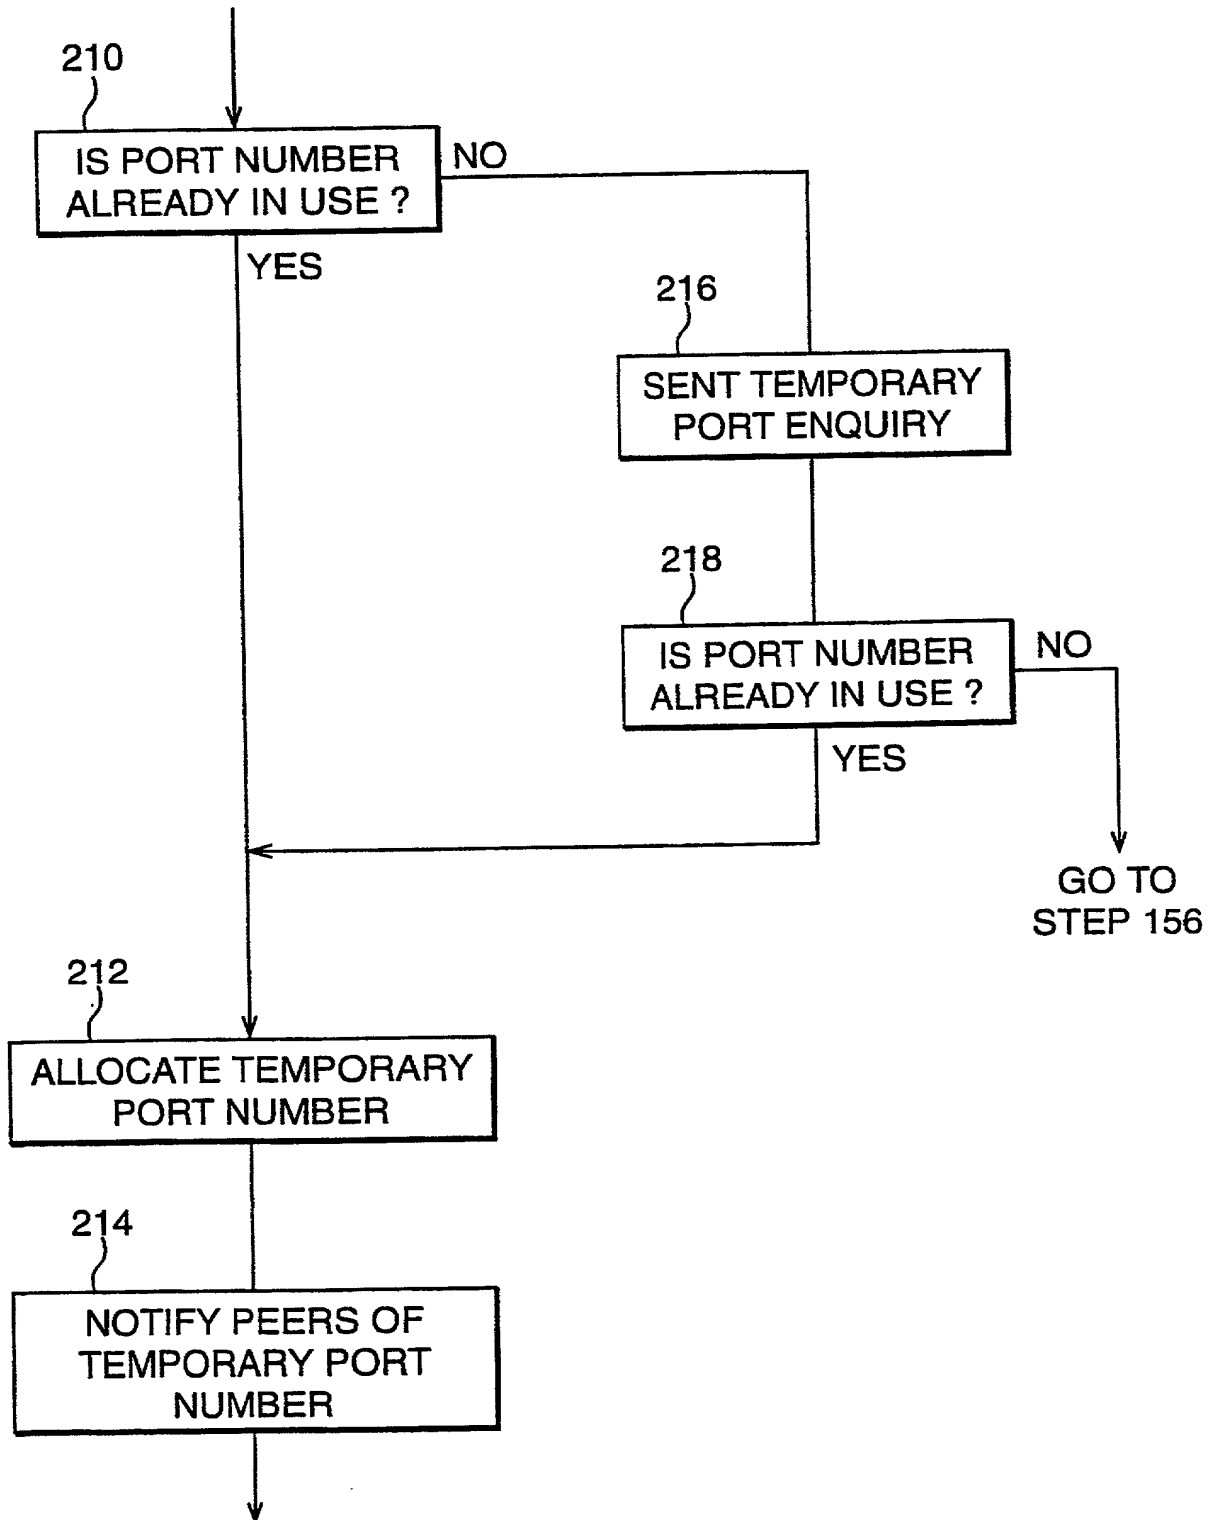 210
IS PORT NUMBER
ALREADY IN USE ?
NO
YES
216
SENT TEMPORARY
PORT ENQUIRY
218
IS PORT NUMBER
ALREADY IN USE ?
NO
YES
GO TO
STEP 156
212
ALLOCATE TEMPORARY
PORT NUMBER
214
NOTIFY PEERS OF
TEMPORARY PORT
NUMBER